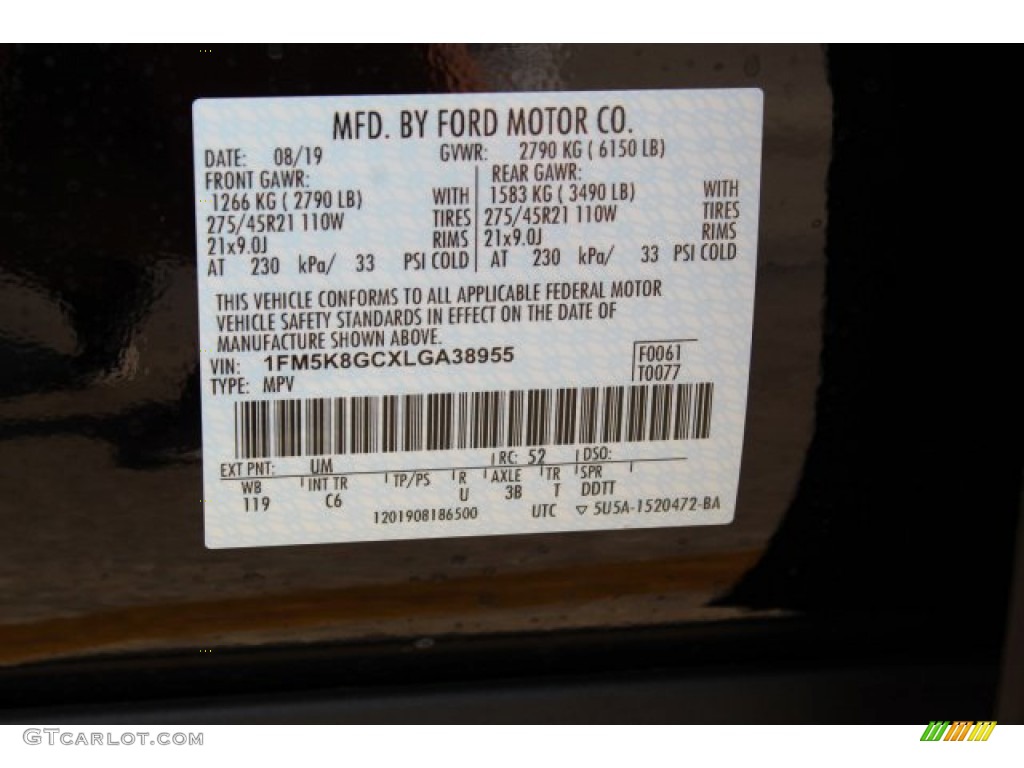 MFD. BY FORD MOTOR CO.
DATE: 08/19 GVWR: 2790 KG ( 6150 LB)
FRONT GAWR: REAR GAWR:
1266 KG ( 2790 LB) WITH 1583 KG ( 3490 LB) WITH
275/45R21 110W TIRES 275/45R21 110W TIRES
21x9.0J RIMS 21x9.0J RIMS
AT 230 kPa/ 33 PSI COLD AT 230 kPa/ 33 PSI COLD
THIS VEHICLE CONFORMS TO ALL APPLICABLE FEDERAL MOTOR
VEHICLE SAFETY STANDARDS IN EFFECT ON THE DATE OF
MANUFACTURE SHOWN ABOVE.
VIN: 1FM5K8GCXLGA38955 F0061
TYPE: MPV T0077
EXT PNT: UM RC: 52 DSO:
WB INT TR TP/PS R AXLE TR SPR
119 C6 U 3B T DDTT
1201908186500 UTC ▽ 5U5A-1520472-BA
GTCARLOT.COM